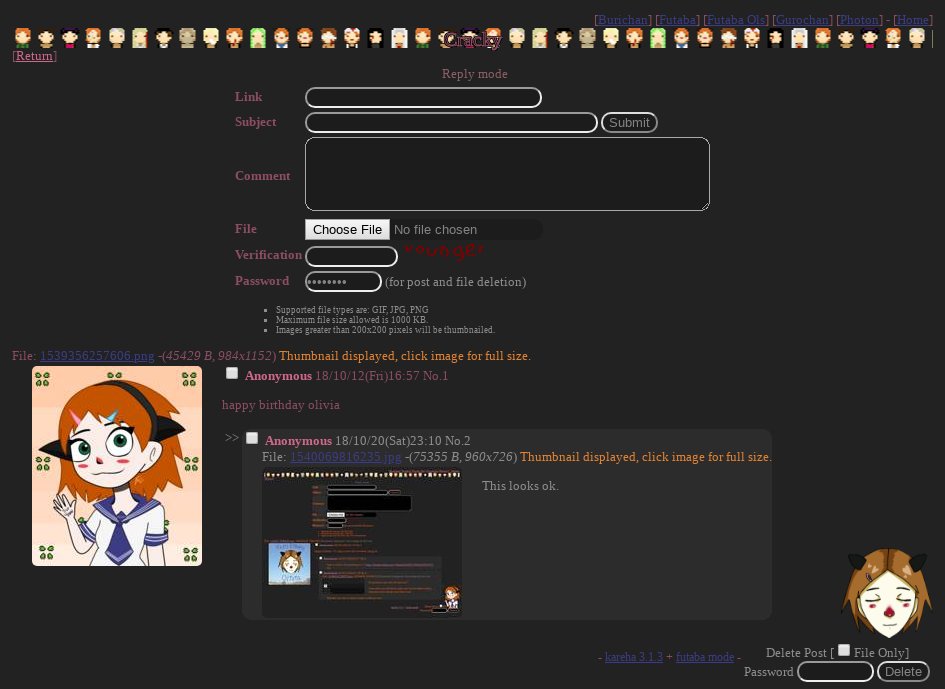 [Burichan] [Futaba] [Futaba Ols] [Gurochan] [Photon] - [Home]
Cracky
[Return]
Reply mode
Link
Subject
Submit
Comment
File
Choose File No file chosen
Verification
younger
Password
•••••••• (for post and file deletion)
Supported file types are: GIF, JPG, PNG
Maximum file size allowed is 1000 KB.
Images greater than 200x200 pixels will be thumbnailed.
File: 1539356257606.png -(45429 B, 984x1152) Thumbnail displayed, click image for full size.
Anonymous 18/10/12(Fri)16:57 No.1
happy birthday olivia
>> Anonymous 18/10/20(Sat)23:10 No.2
File: 1540069816235.jpg -(75355 B, 960x726) Thumbnail displayed, click image for full size.
This looks ok.
- kareha 3.1.3 + futaba mode -
Delete Post [ File Only]
Password
Delete